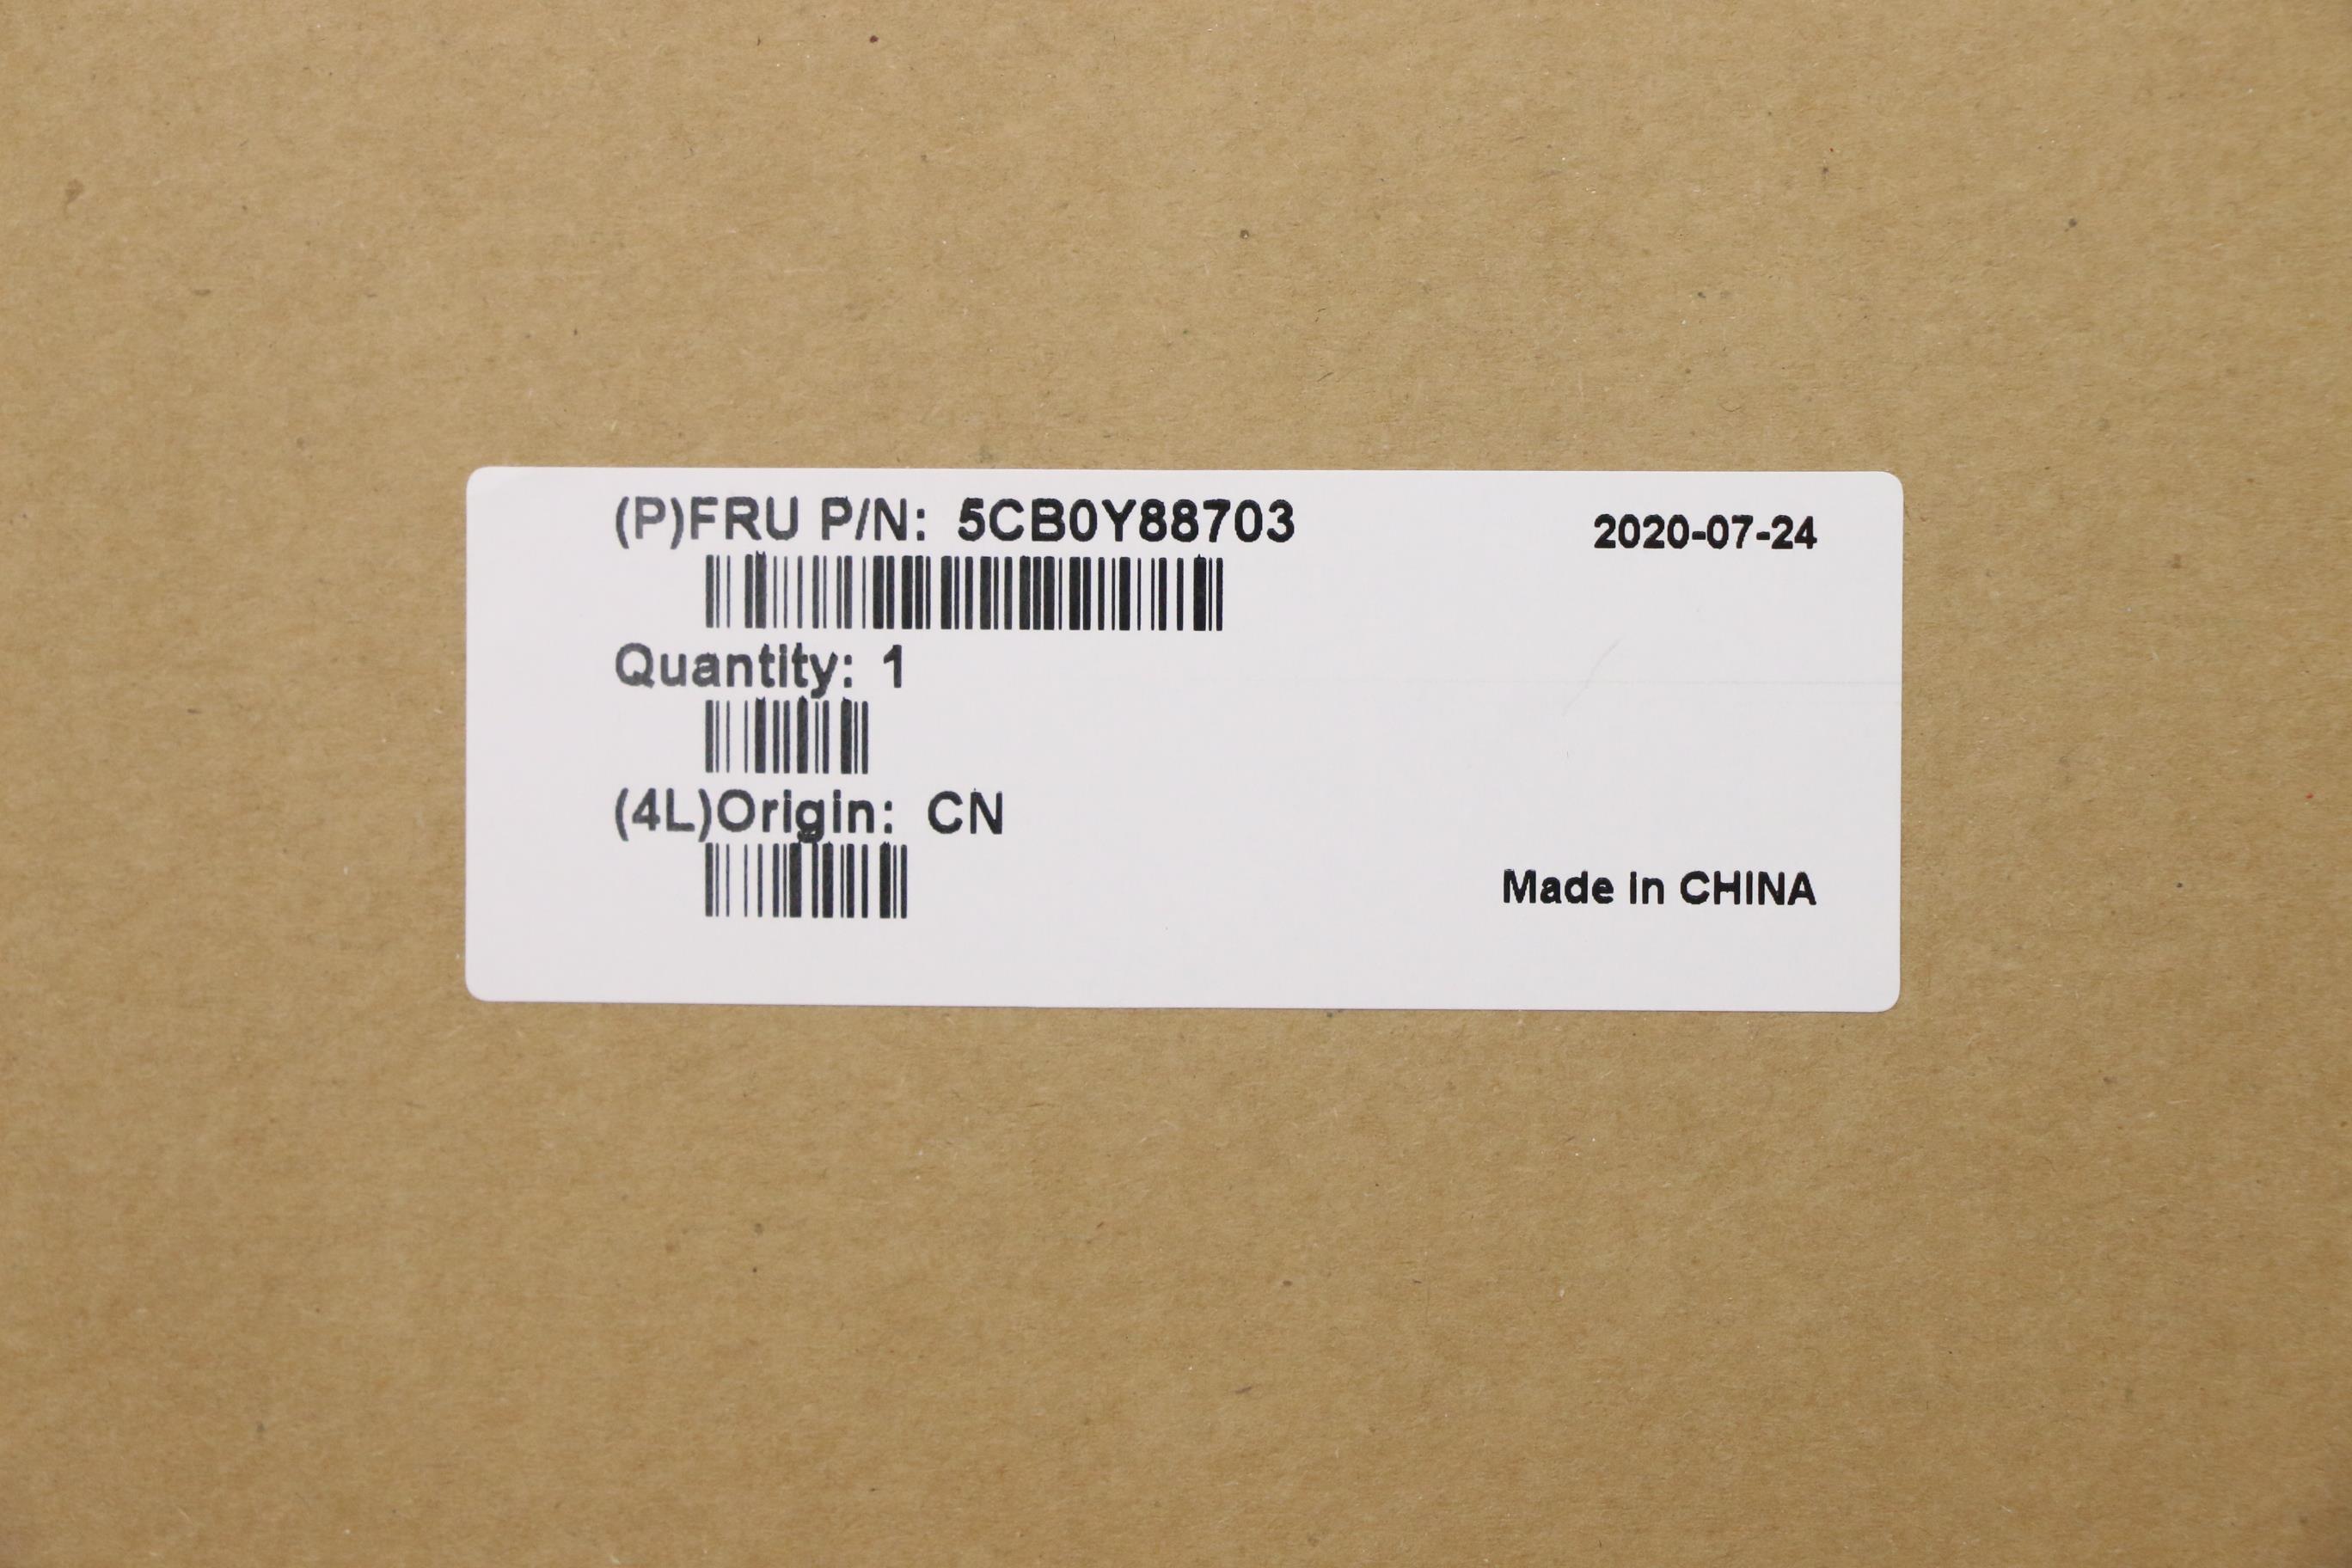 (P)FRU P/N: 5CB0Y88703
2020-07-24
Quantity: 1
(4L)Origin: CN
Made in CHINA